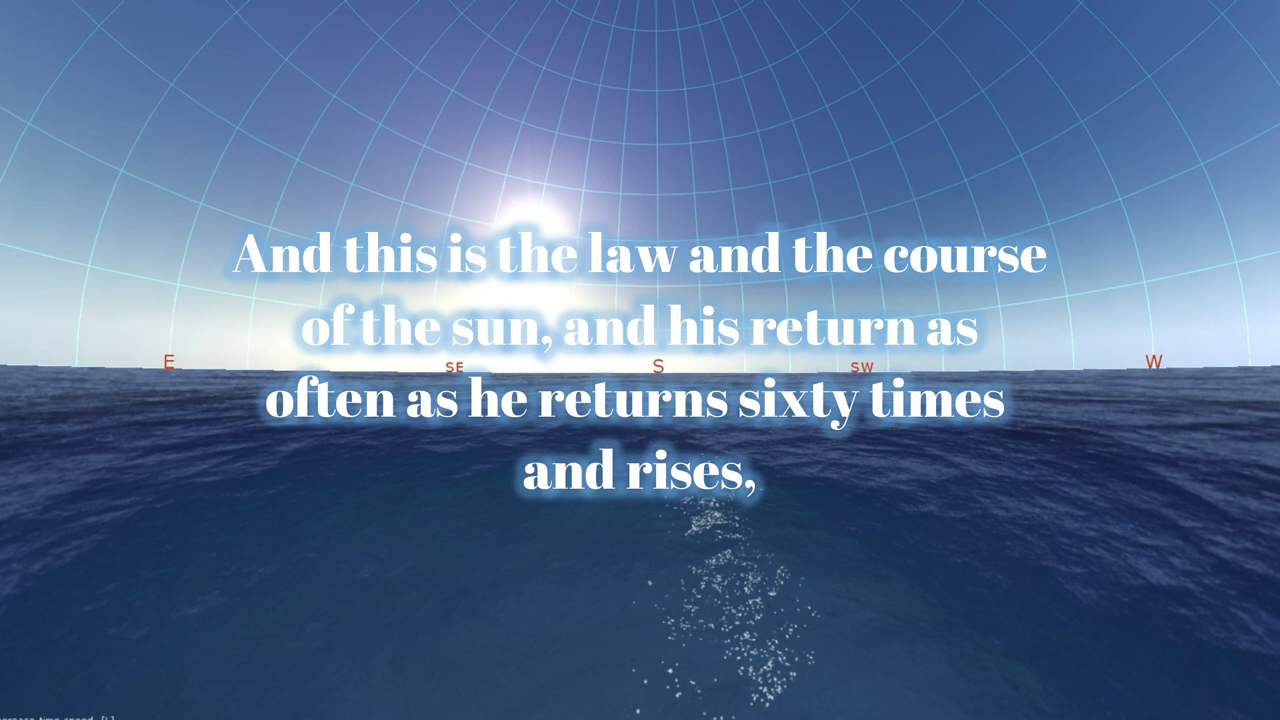 And this is the law and the course
of the sun, and his return as
E SE S SW W
often as he returns sixty times
and rises,